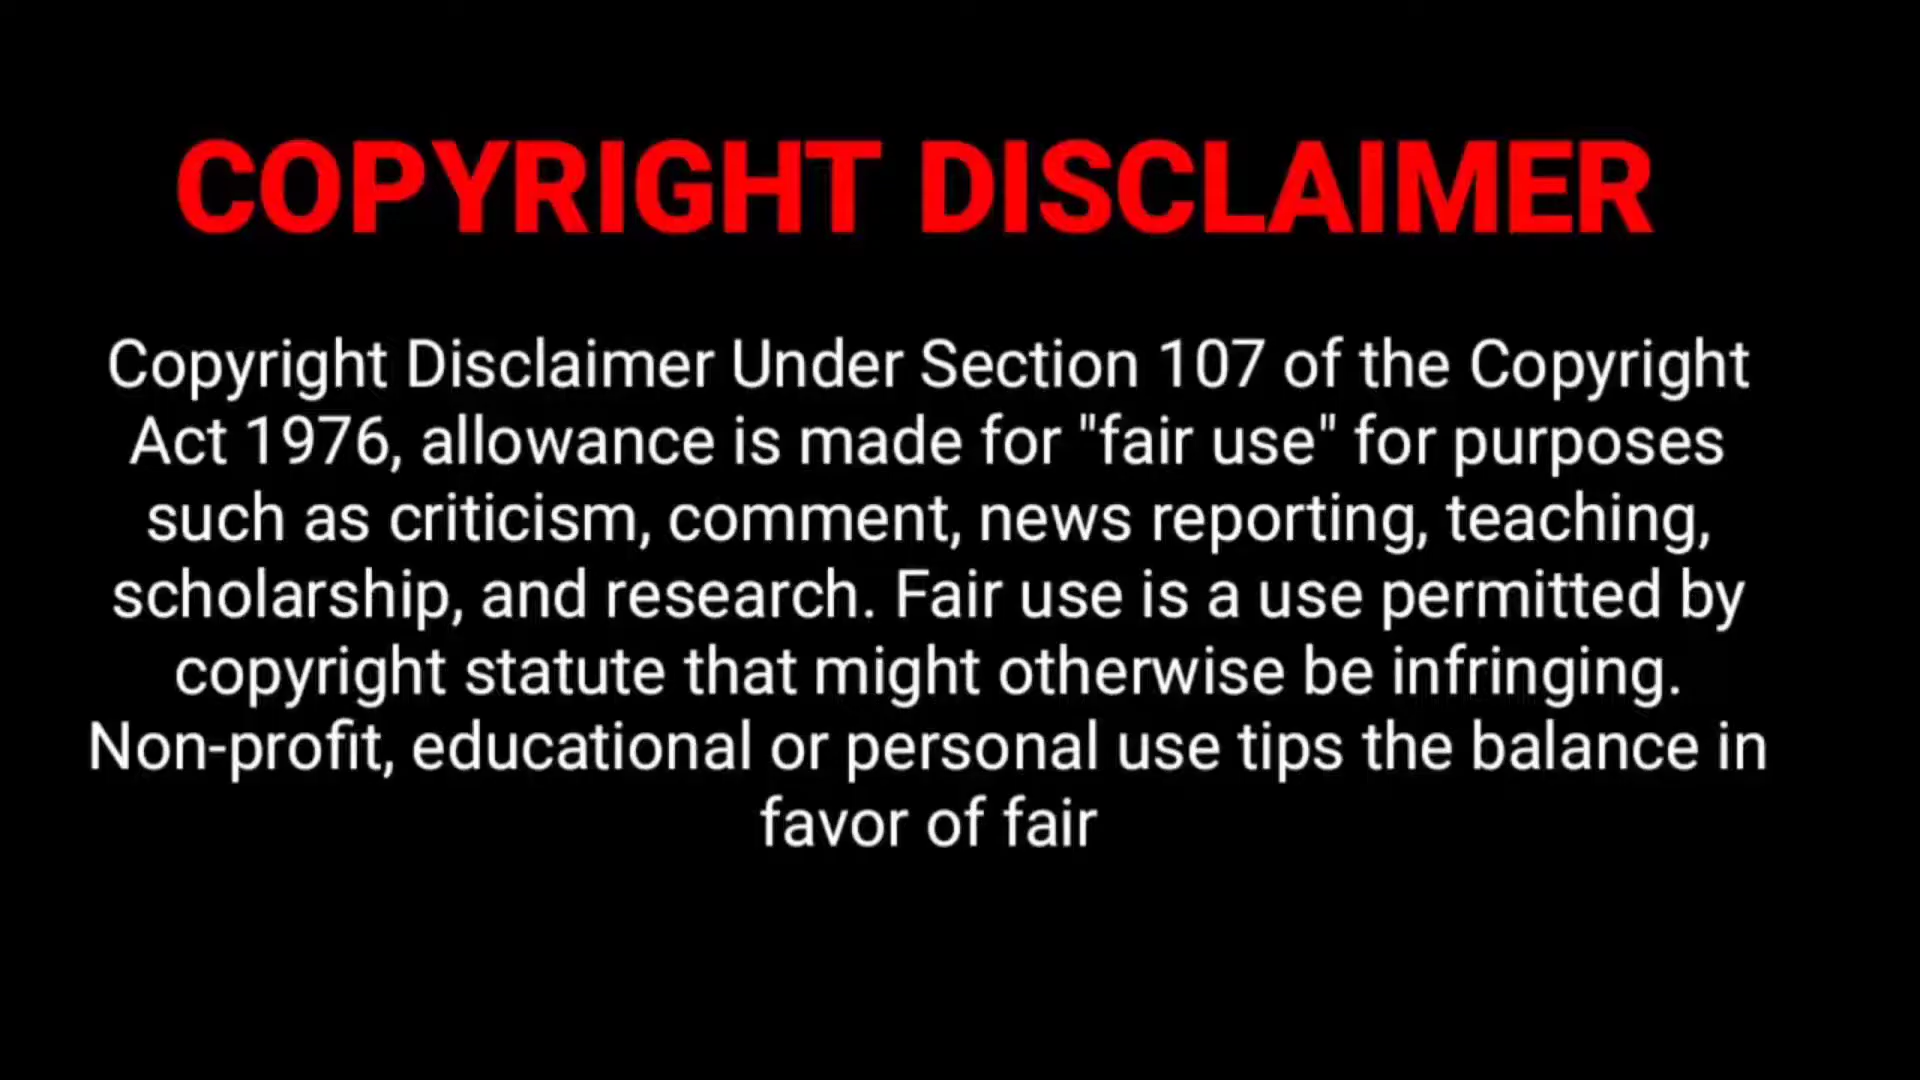 COPYRIGHT DISCLAIMER
Copyright Disclaimer Under Section 107 of the Copyright
Act 1976, allowance is made for "fair use" for purposes
such as criticism, comment, news reporting, teaching,
scholarship, and research. Fair use is a use permitted by
copyright statute that might otherwise be infringing.
Non-profit, educational or personal use tips the balance in
favor of fair